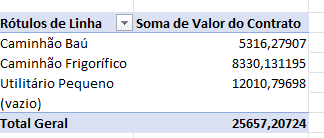 Rótulos de Linha Soma de Valor do Contrato
Caminhão Baú 5316,27907
Caminhão Frigorífico 8330,131195
Utilitário Pequeno 12010,79698
(vazio)
Total Geral 25657,20724